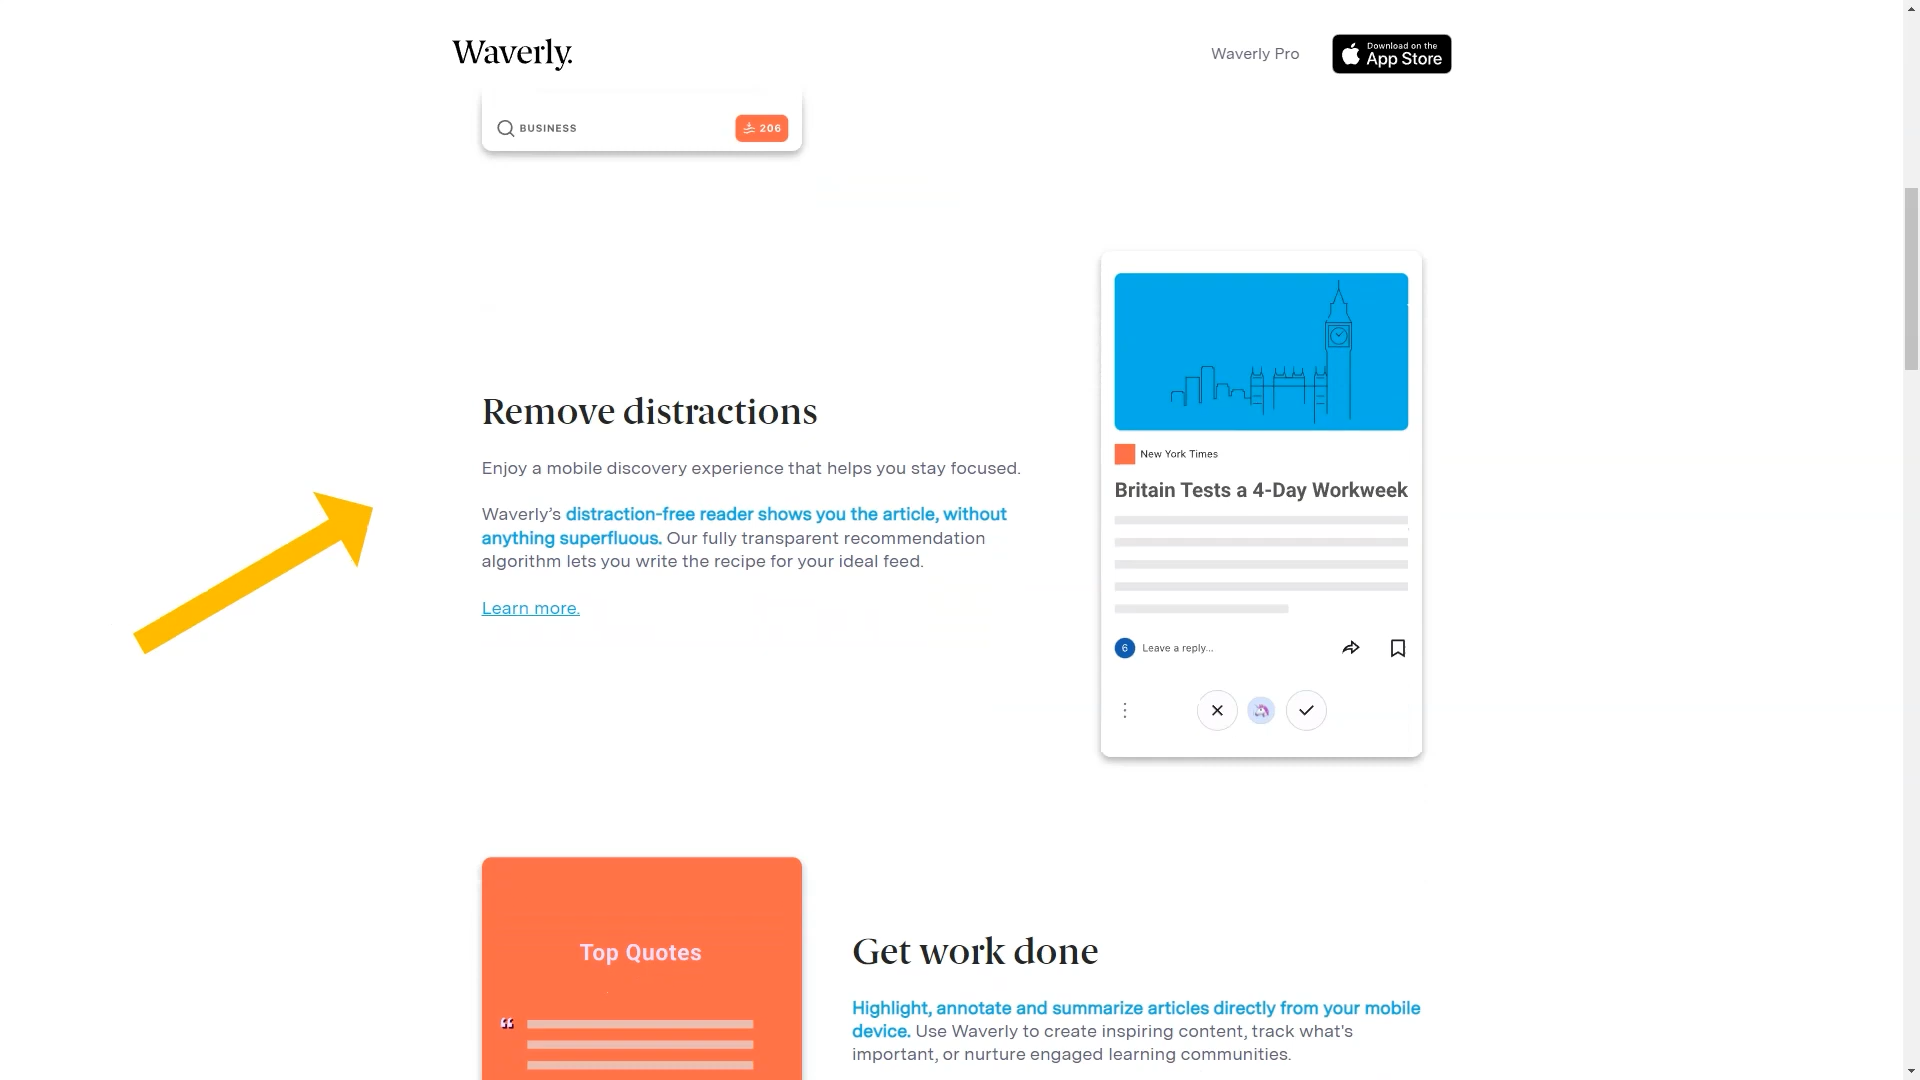 Waverly.
Waverly Pro
Download on the
App Store
BUSINESS
206
Remove distractions
Enjoy a mobile discovery experience that helps you stay focused.
Waverly’s distraction-free reader shows you the article, without
anything superfluous. Our fully transparent recommendation
algorithm lets you write the recipe for your ideal feed.
Learn more.
New York Times
Britain Tests a 4-Day Workweek
6
Leave a reply...
Top Quotes
“
Get work done
Highlight, annotate and summarize articles directly from your mobile
device. Use Waverly to create inspiring content, track what's
important, or nurture engaged learning communities.